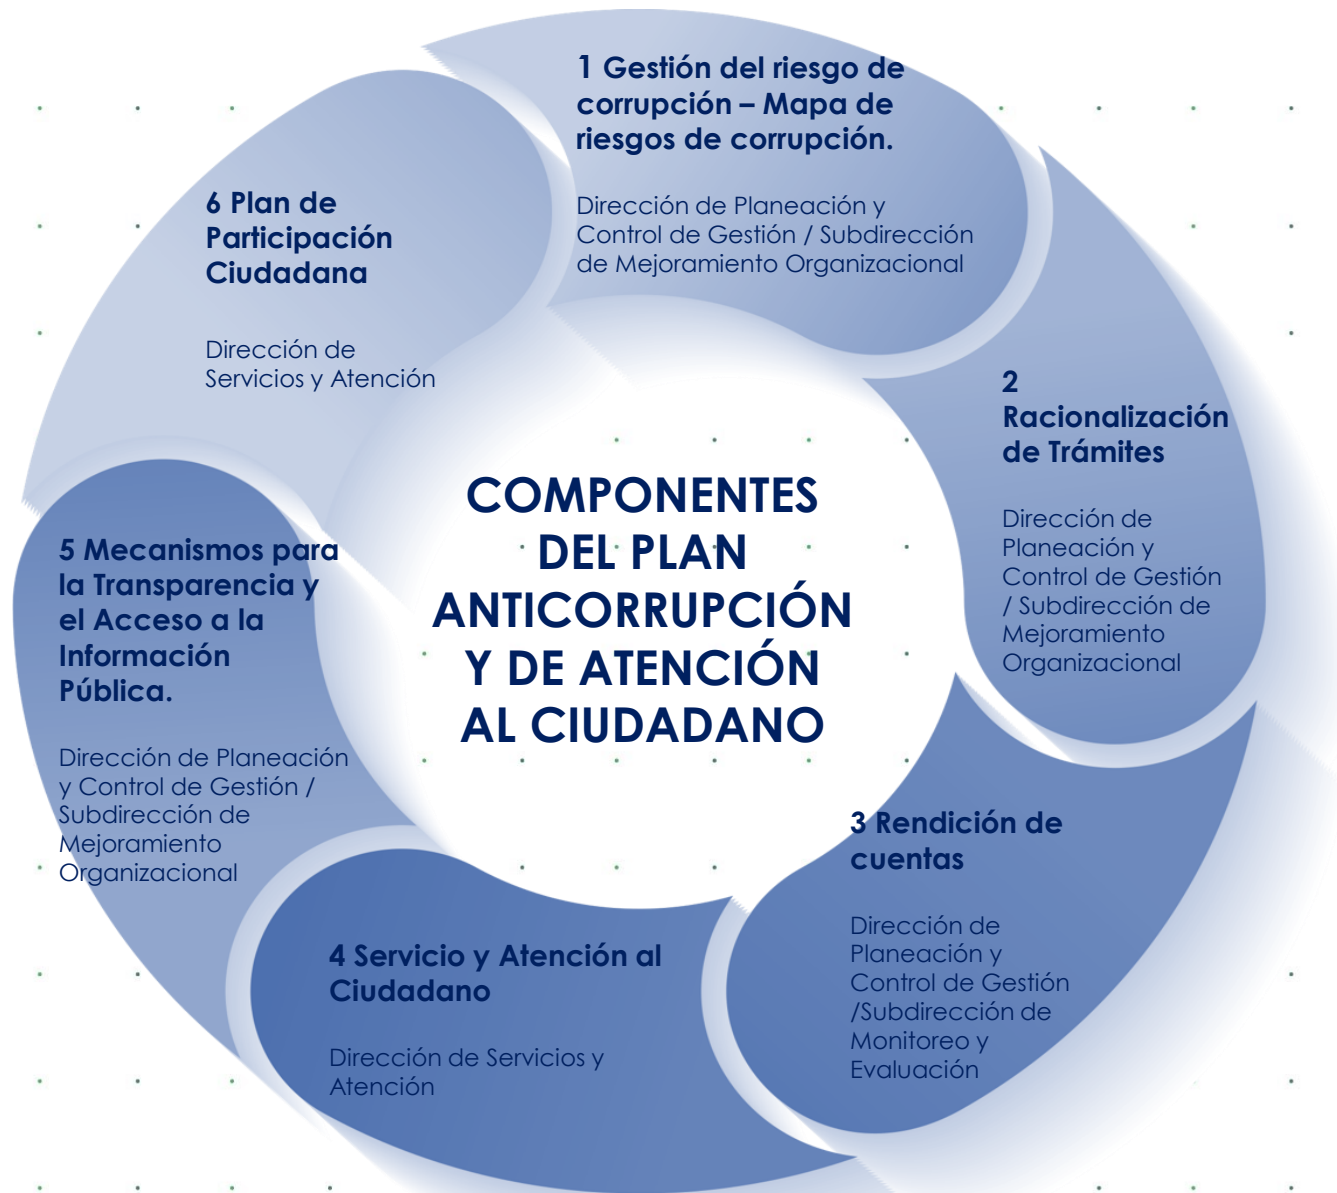 1 Gestión del riesgo de
corrupción – Mapa de
riesgos de corrupción.
Dirección de Planeación y
Control de Gestión / Subdirección
de Mejoramiento Organizacional
2
Racionalización
de Trámites
Dirección de
Planeación y
Control de Gestión
/ Subdirección de
Mejoramiento
Organizacional
3 Rendición de
cuentas
Dirección de
Planeación y
Control de Gestión
/Subdirección de
Monitoreo y
Evaluación
4 Servicio y Atención al
Ciudadano
Dirección de Servicios y
Atención
5 Mecanismos para
la Transparencia y
el Acceso a la
Información
Pública.
Dirección de Planeación
y Control de Gestión /
Subdirección de
Mejoramiento
Organizacional
6 Plan de
Participación
Ciudadana
Dirección de
Servicios y Atención
COMPONENTES
DEL PLAN
ANTICORRUPCIÓN
Y DE ATENCIÓN
AL CIUDADANO